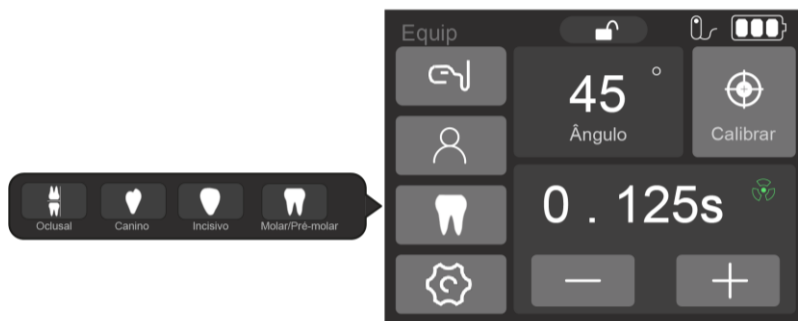 Equip
45 °
Ângulo
Calibrar
0 . 125s
Oclusal
Canino
Incisivo
Molar/Pré-molar